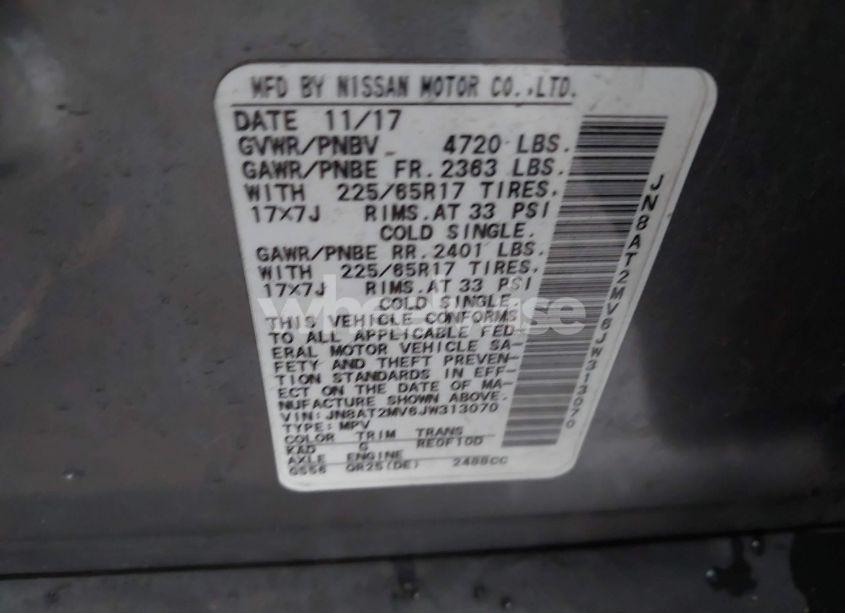 MFD BY NISSAN MOTOR CO.,LTD.
DATE 11/17
GVWR/PNBV 4720 LBS.
GAWR/PNBE FR. 2363 LBS.
WITH 225/65R17 TIRES.
17X7J RIMS.AT 33 PSI
COLD SINGLE.
GAWR/PNBE RR. 2401 LBS.
WITH 225/65R17 TIRES.
17X7J RIMS.AT 33 PSI
COLD SINGLE.
THIS VEHICLE CONFORMS
TO ALL APPLICABLE FED-
ERAL MOTOR VEHICLE SA-
FETY AND THEFT PREVEN-
TION STANDARDS IN EFF-
ECT ON THE DATE OF MA-
NUFACTURE SHOWN ABOVE.
VIN:JN8AT2MV6JW313070
TYPE:MPV
COLOR TRIM TRANS
KAD G RE0F10D
AXLE ENGINE
GS56 QR25(DE) 2488CC
JN8AT2MV6JW313070